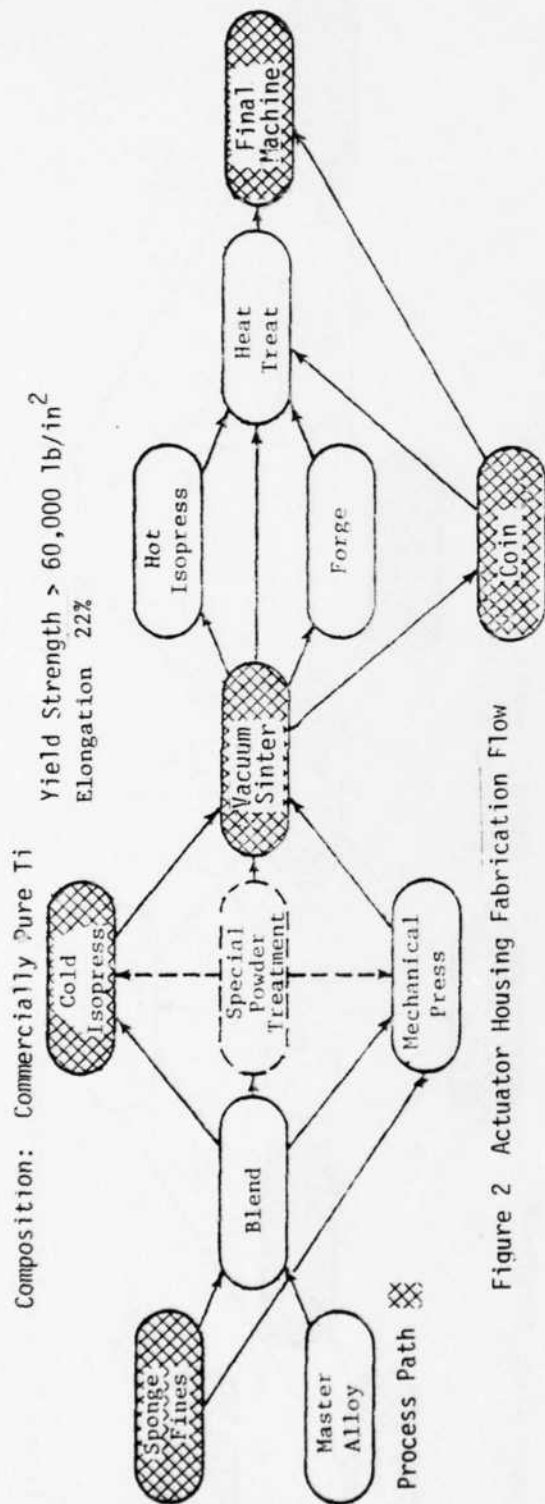 Composition: Commercially Pure Ti
Yield Strength > 60,000 lb/in²
Elongation 22%
Sponge
Fines
Master
Alloy
Blend
Cold
Isopress
Special
Powder
Treatment
Mechanical
Press
Vacuum
Sinter
Hot
Isopress
Forge
Coin
Heat
Treat
Final
Machine
Process Path
Figure 2 Actuator Housing Fabrication Flow